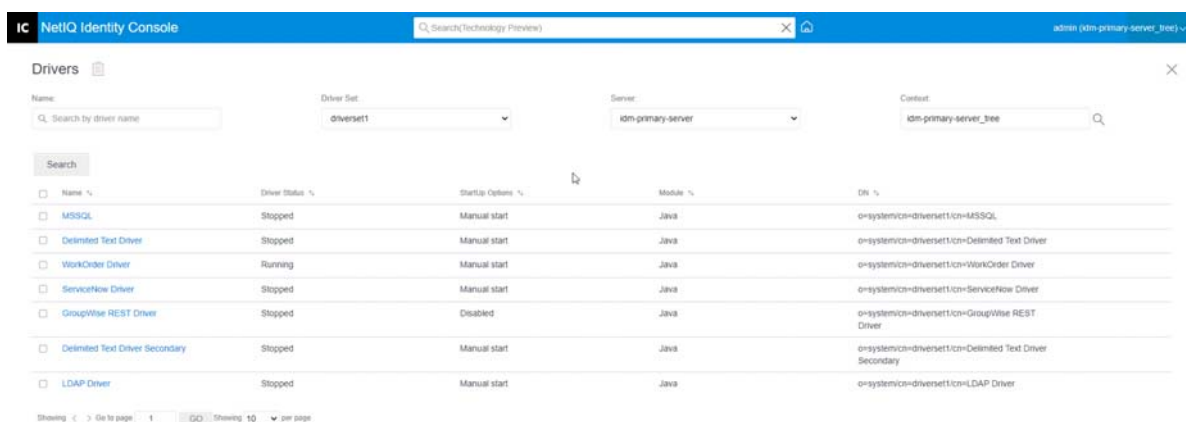 IC NetIQ Identity Console Search(Technology Preview) admin (idm-primary-server_tree)
Drivers
Name: Driver Set: Server: Context:
Search by driver name driverset1 idm-primary-server idm-primary-server_tree
Search
Name Driver Status StartUp Options Module DN
MSSQL Stopped Manual start Java o=system/cn=driverset1/cn=MSSQL
Delimited Text Driver Stopped Manual start Java o=system/cn=driverset1/cn=Delimited Text Driver
WorkOrder Driver Running Manual start Java o=system/cn=driverset1/cn=WorkOrder Driver
ServiceNow Driver Stopped Manual start Java o=system/cn=driverset1/cn=ServiceNow Driver
GroupWise REST Driver Stopped Disabled Java o=system/cn=driverset1/cn=GroupWise REST
Driver
Delimited Text Driver Secondary Stopped Manual start Java o=system/cn=driverset1/cn=Delimited Text Driver
Secondary
LDAP Driver Stopped Manual start Java o=system/cn=driverset1/cn=LDAP Driver
Showing < > Go to page 1 GO Showing 10 per page